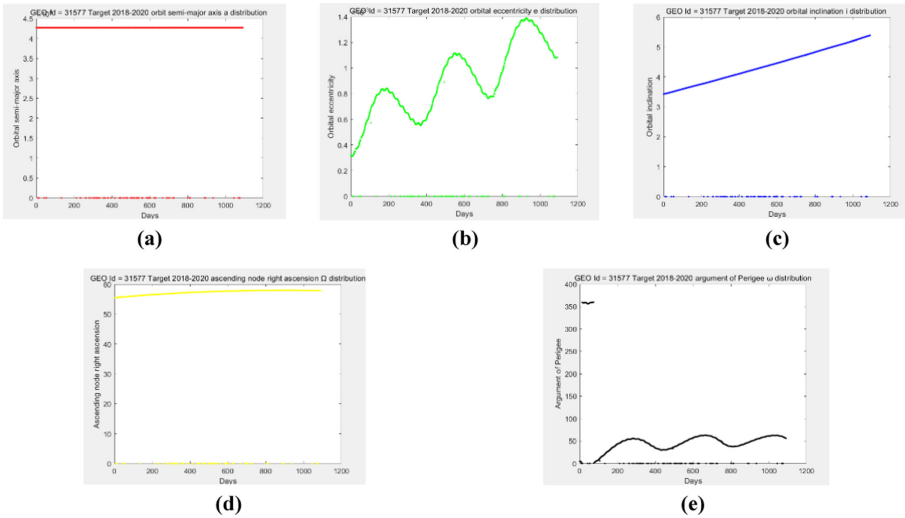 GEO Id = 31577 Target 2018-2020 orbit semi-major axis a distribution
4.5
4
3.5
3
2.5
2
1.5
1
0.5
0
Orbital semi-major axis
0 200 400 600 800 1000 1200
Days
(a)
GEO Id = 31577 Target 2018-2020 orbital eccentricity e distribution
1.4
1.2
1
0.8
0.6
0.4
0.2
0
Orbital eccentricity
0 200 400 600 800 1000 1200
Days
(b)
GEO Id = 31577 Target 2018-2020 orbital inclination i distribution
6
5
4
3
2
1
0
Orbital inclination
0 200 400 600 800 1000 1200
Days
(c)
GEO Id = 31577 Target 2018-2020 ascending node right ascension Ω distribution
60
50
40
30
20
10
0
Ascending node right ascension
0 200 400 600 800 1000 1200
Days
(d)
GEO Id = 31577 Target 2018-2020 argument of Perigee ω distribution
400
350
300
250
200
150
100
50
0
Argument of Perigee
0 200 400 600 800 1000 1200
Days
(e)